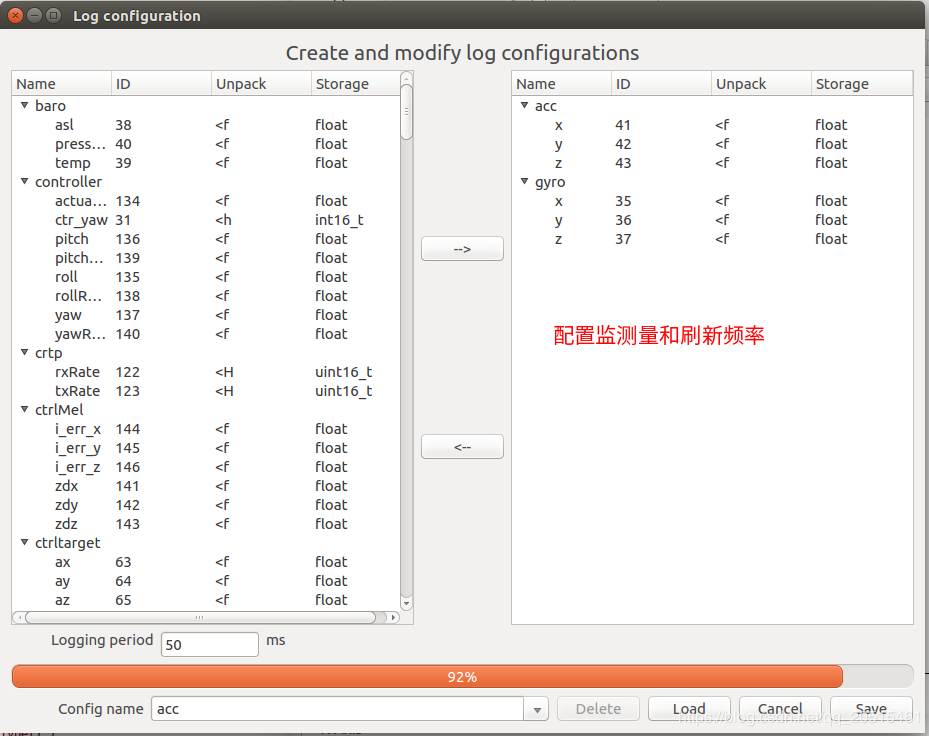 Log configuration
Create and modify log configurations
Name ID Unpack Storage
baro
asl 38 <f float
press... 40 <f float
temp 39 <f float
controller
actua... 134 <f float
ctr_yaw 31 <h int16_t
pitch 136 <f float
pitch... 139 <f float
roll 135 <f float
rollR... 138 <f float
yaw 137 <f float
yawR... 140 <f float
crtp
rxRate 122 <H uint16_t
txRate 123 <H uint16_t
ctrlMel
i_err_x 144 <f float
i_err_y 145 <f float
i_err_z 146 <f float
zdx 141 <f float
zdy 142 <f float
zdz 143 <f float
ctrltarget
ax 63 <f float
ay 64 <f float
az 65 <f float
-->
<--
Name ID Unpack Storage
acc
x 41 <f float
y 42 <f float
z 43 <f float
gyro
x 35 <f float
y 36 <f float
z 37 <f float
配置监测量和刷新频率
Logging period 50 ms
92%
Config name acc Delete Load Cancel Save